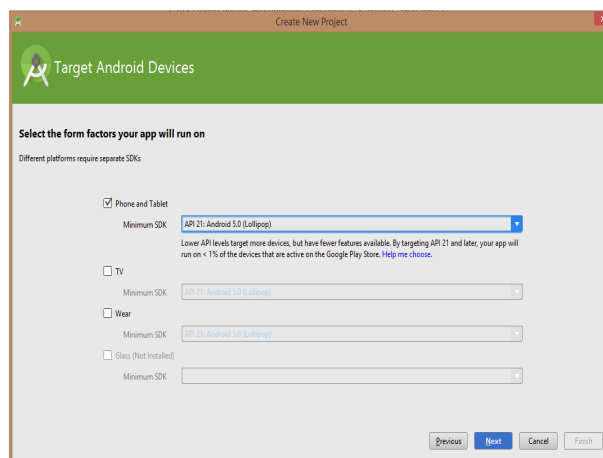 Create New Project
Target Android Devices
Select the form factors your app will run on
Different platforms require separate SDKs
Phone and Tablet
Minimum SDK API 21: Android 5.0 (Lollipop)
Lower API levels target more devices, but have fewer features available. By targeting API 21 and later, your app will
run on < 1% of the devices that are active on the Google Play Store. Help me choose.
TV
Minimum SDK API 21: Android 5.0 (Lollipop)
Wear
Minimum SDK API 21: Android 5.0 (Lollipop)
Glass (Not Installed)
Minimum SDK
Previous Next Cancel Finish